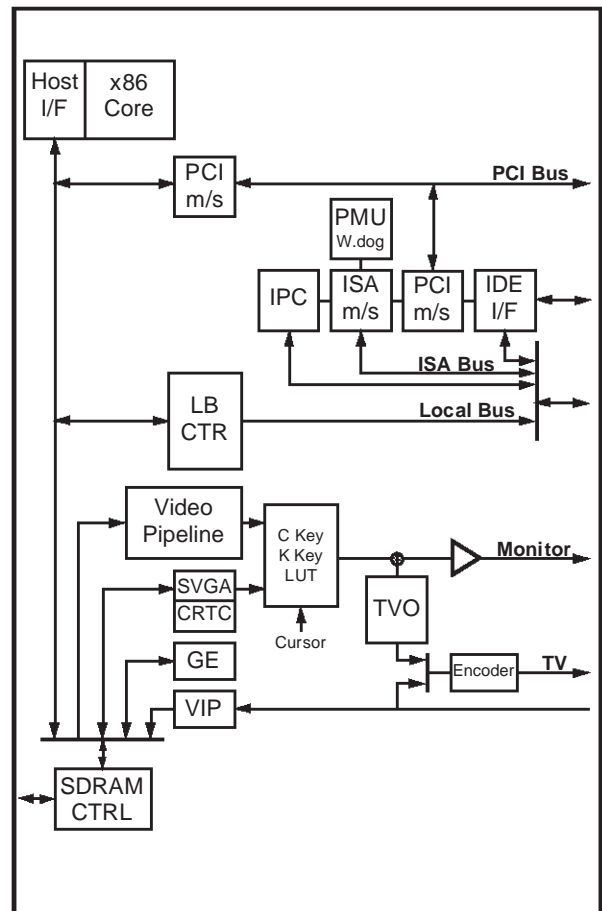 Host
I/F
x86
Core
PCI
m/s
PCI Bus
PMU
W.dog
IPC
ISA
m/s
PCI
m/s
IDE
I/F
ISA Bus
LB
CTR
Local Bus
Video
Pipeline
C Key
K Key
LUT
Monitor
SVGA
CRTC
TVO
Cursor
GE
Encoder
TV
VIP
SDRAM
CTRL